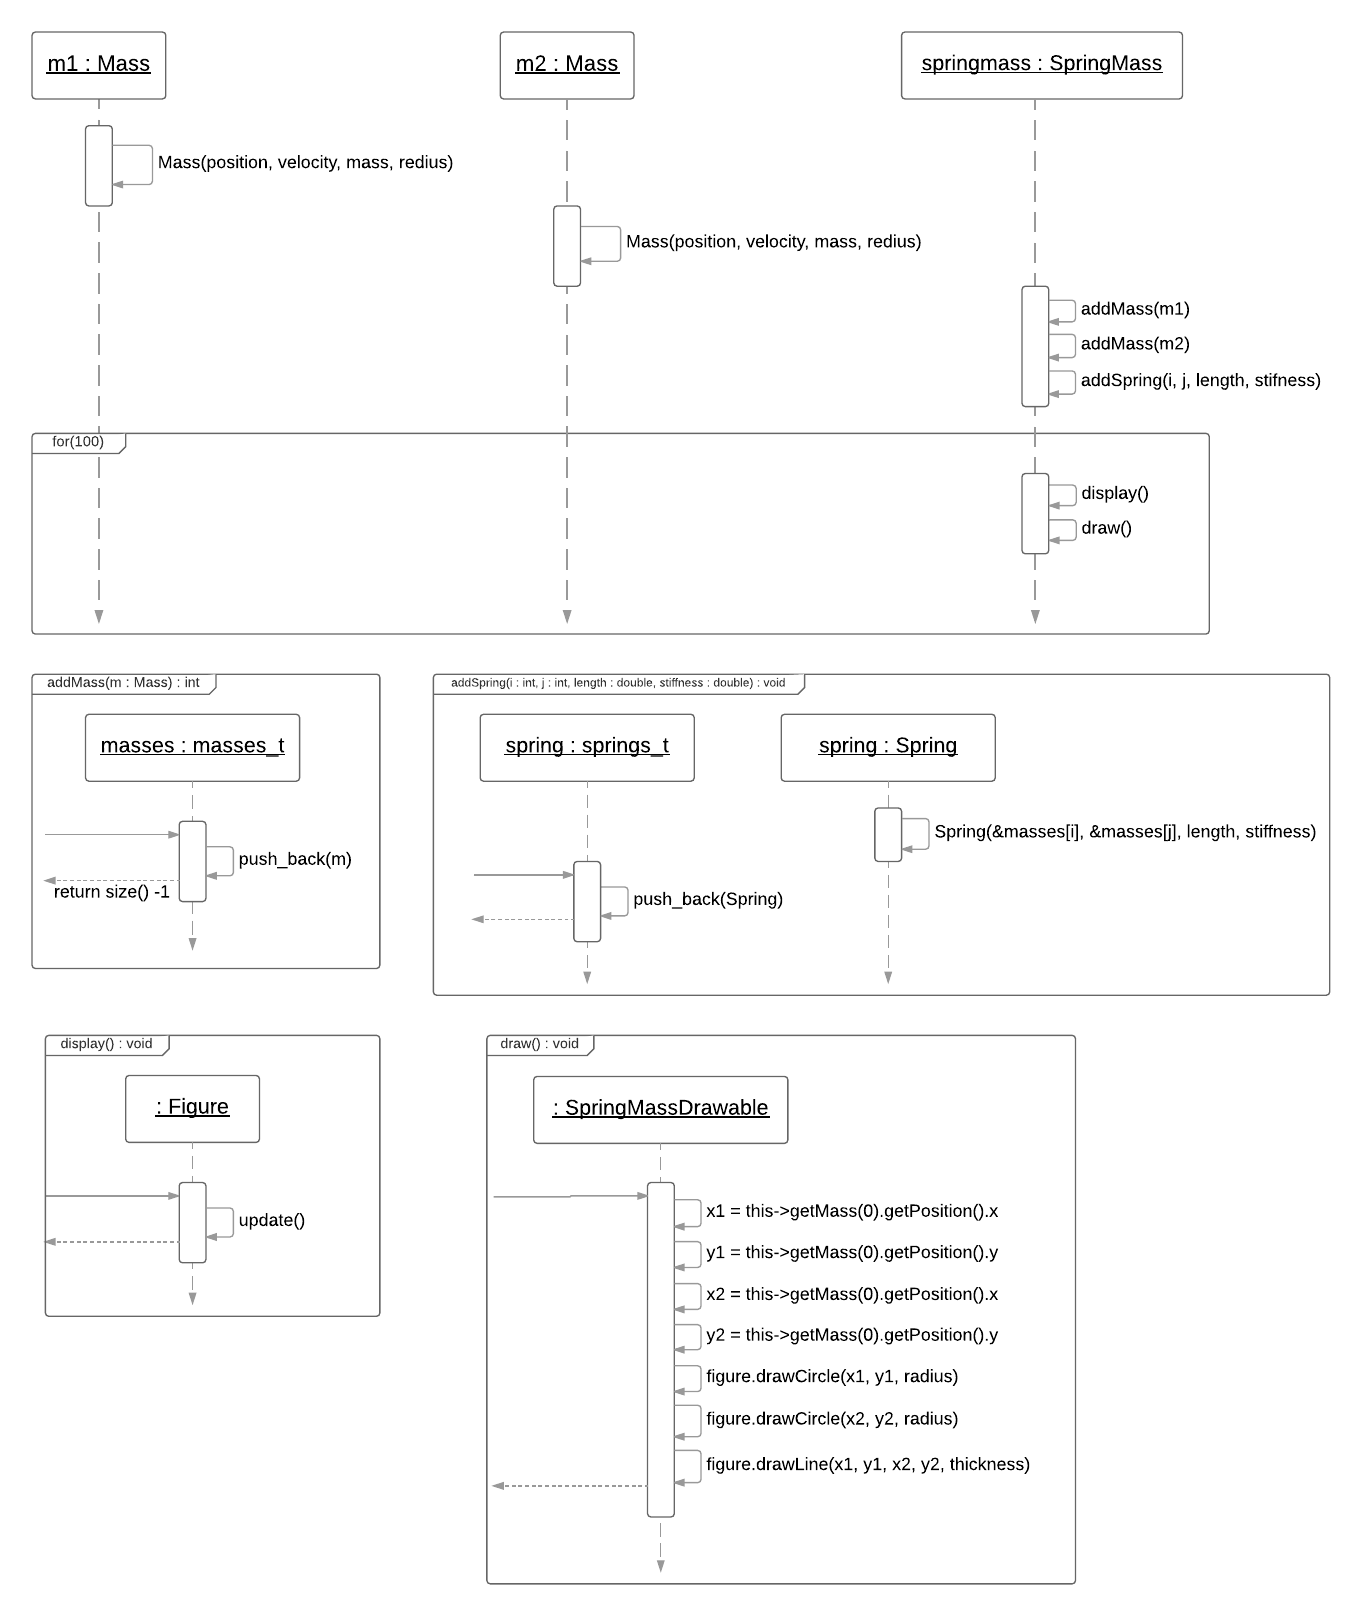 m1 : Mass
m2 : Mass
springmass : SpringMass
Mass(position, velocity, mass, redius)
Mass(position, velocity, mass, redius)
addMass(m1)
addMass(m2)
addSpring(i, j, length, stifness)
for(100)
display()
draw()
addMass(m : Mass) : int
masses : masses_t
push_back(m)
return size() -1
addSpring(i : int, j : int, length : double, stiffness : double) : void
spring : springs_t
spring : Spring
Spring(&masses[i], &masses[j], length, stiffness)
push_back(Spring)
display() : void
: Figure
update()
draw() : void
: SpringMassDrawable
x1 = this->getMass(0).getPosition().x
y1 = this->getMass(0).getPosition().y
x2 = this->getMass(0).getPosition().x
y2 = this->getMass(0).getPosition().y
figure.drawCircle(x1, y1, radius)
figure.drawCircle(x2, y2, radius)
figure.drawLine(x1, y1, x2, y2, thickness)